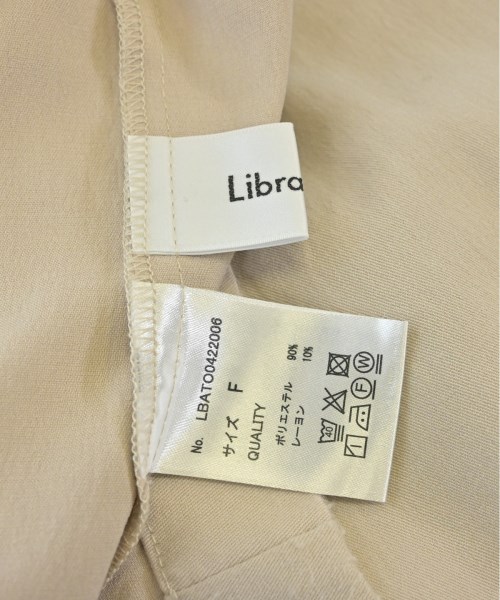 Libra
No. LBATO0422006
サイズ F
QUALITY
ポリエステル 90%
レーヨン 10%
40
F W